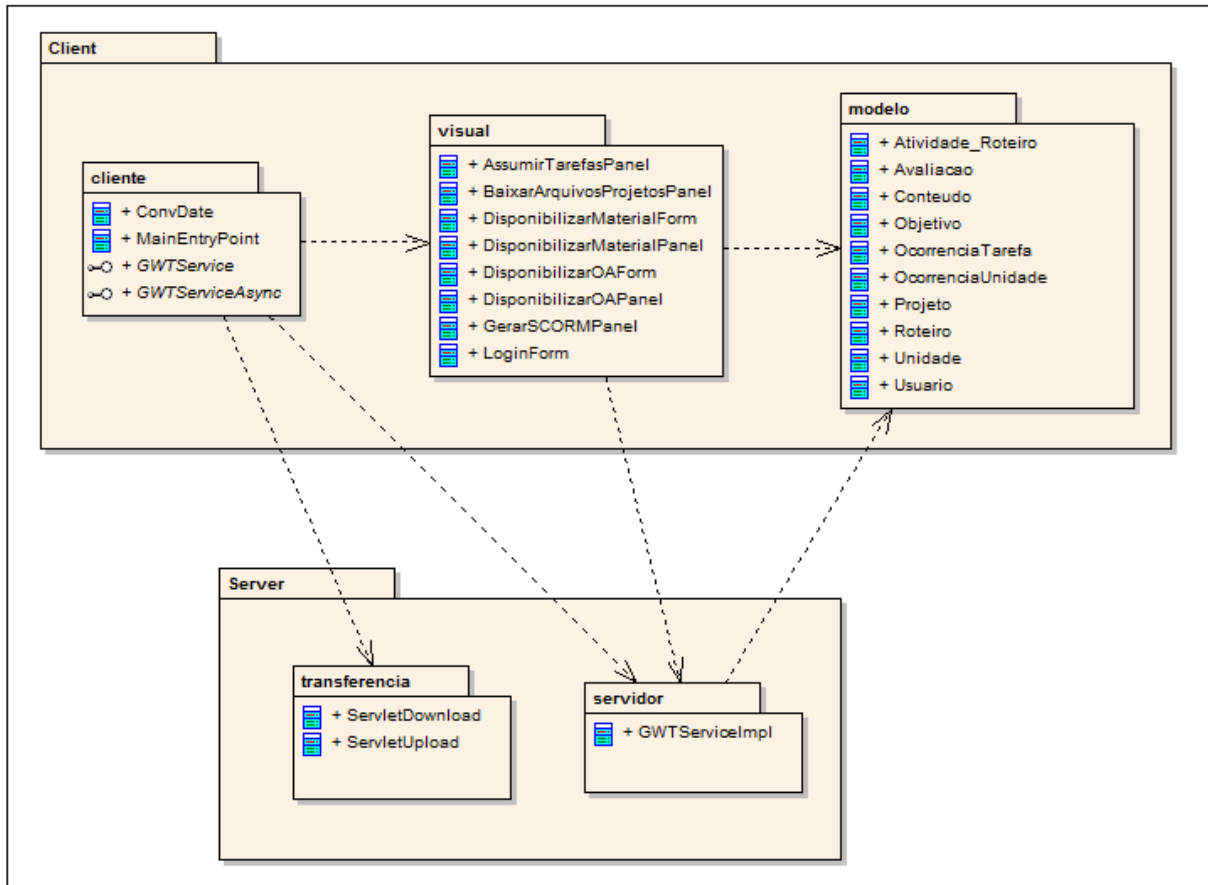 Client
cliente
+ ConvDate
+ MainEntryPoint
+ GWTService
+ GWTServiceAsync
visual
+ AssumirTarefasPanel
+ BaixarArquivosProjetosPanel
+ DisponibilizarMaterialForm
+ DisponibilizarMaterialPanel
+ DisponibilizarOAForm
+ DisponibilizarOAPanel
+ GerarSCORMPanel
+ LoginForm
modelo
+ Atividade_Roteiro
+ Avaliacao
+ Conteudo
+ Objetivo
+ OcorrenciaTarefa
+ OcorrenciaUnidade
+ Projeto
+ Roteiro
+ Unidade
+ Usuario
Server
transferencia
+ ServletDownload
+ ServletUpload
servidor
+ GWTServiceImpl